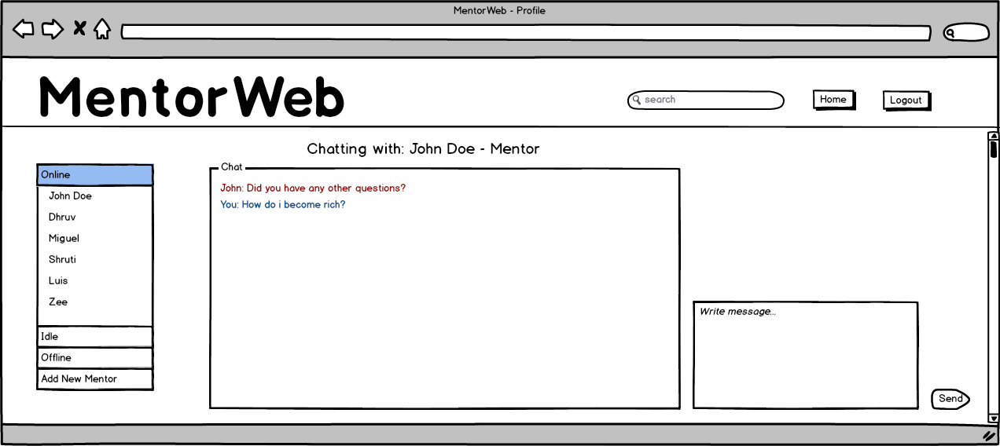 MentorWeb - Profile
MentorWeb
search
Home
Logout
Chatting with: John Doe - Mentor
Online
John Doe
Dhruv
Miguel
Shruti
Luis
Zee
Idle
Offline
Add New Mentor
Chat
John: Did you have any other questions?
You: How do i become rich?
Write message...
Send